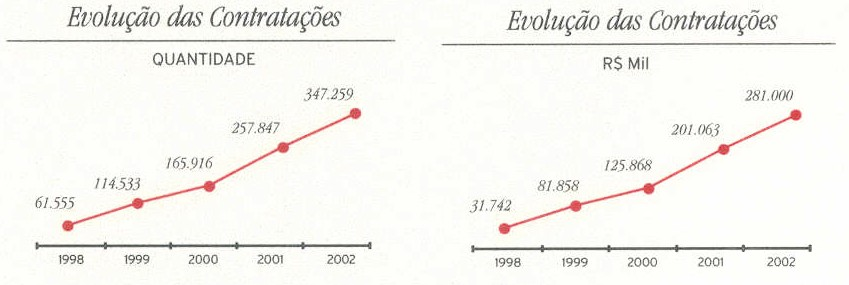 Evolução das Contratações
QUANTIDADE
347.259
257.847
165.916
114.533
61.555
1998 1999 2000 2001 2002
Evolução das Contratações
R$ Mil
281.000
201.063
125.868
81.858
31.742
1998 1999 2000 2001 2002